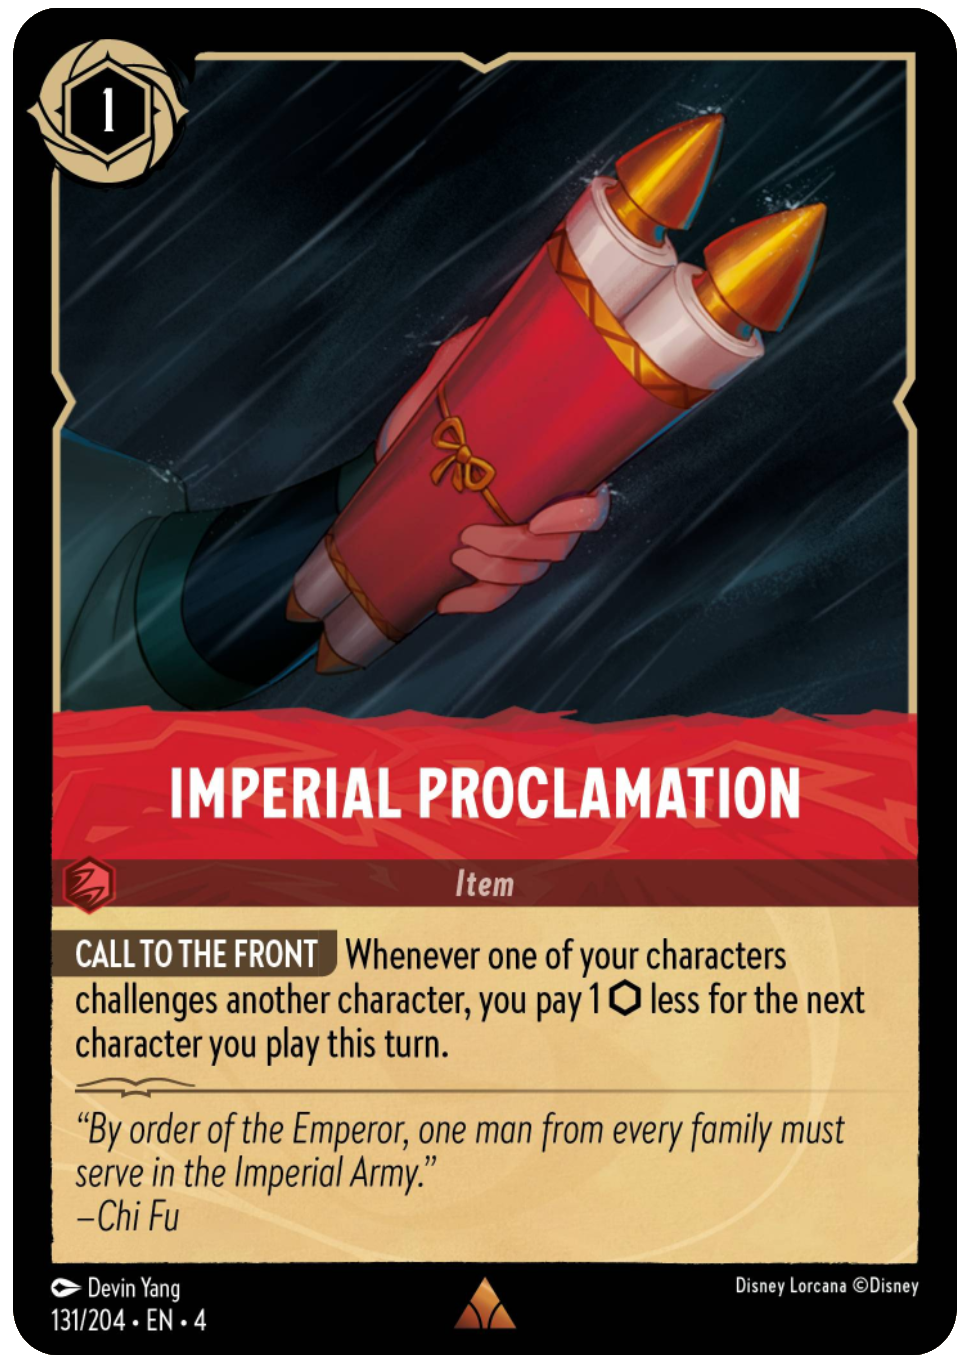 1
IMPERIAL PROCLAMATION
Item
CALL TO THE FRONT Whenever one of your characters
challenges another character, you pay 1 ⬡ less for the next
character you play this turn.
“By order of the Emperor, one man from every family must
serve in the Imperial Army.”
–Chi Fu
Devin Yang
Disney Lorcana ©Disney
131/204 • EN • 4